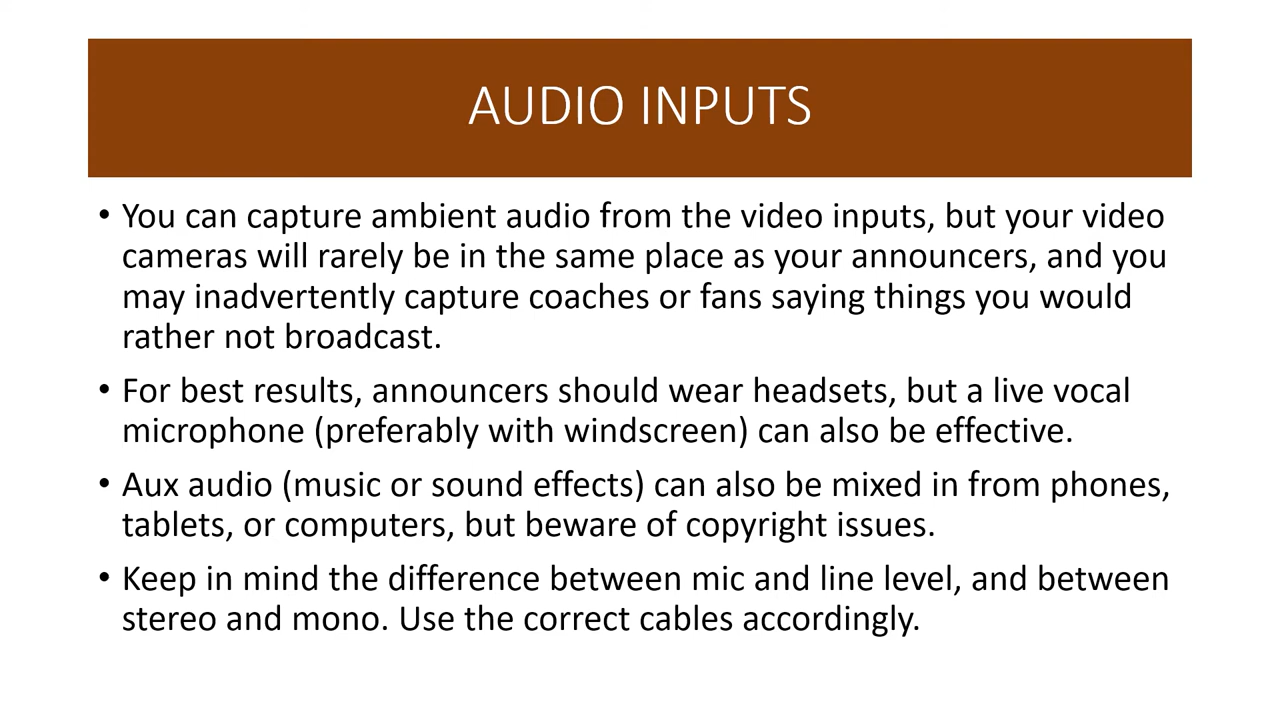 AUDIO INPUTS
• You can capture ambient audio from the video inputs, but your video
cameras will rarely be in the same place as your announcers, and you
may inadvertently capture coaches or fans saying things you would
rather not broadcast.
• For best results, announcers should wear headsets, but a live vocal
microphone (preferably with windscreen) can also be effective.
• Aux audio (music or sound effects) can also be mixed in from phones,
tablets, or computers, but beware of copyright issues.
• Keep in mind the difference between mic and line level, and between
stereo and mono. Use the correct cables accordingly.